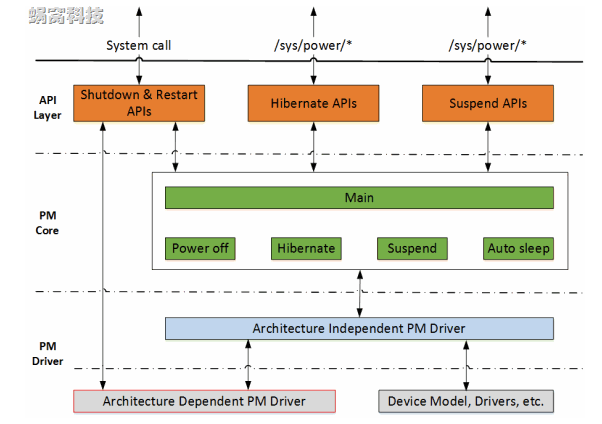 蜗窝科技
System call
/sys/power/*
/sys/power/*
API
Layer
Shutdown & Restart
APIs
Hibernate APIs
Suspend APIs
PM
Core
Main
Power off
Hibernate
Suspend
Auto sleep
PM
Driver
Architecture Independent PM Driver
Architecture Dependent PM Driver
Device Model, Drivers, etc.